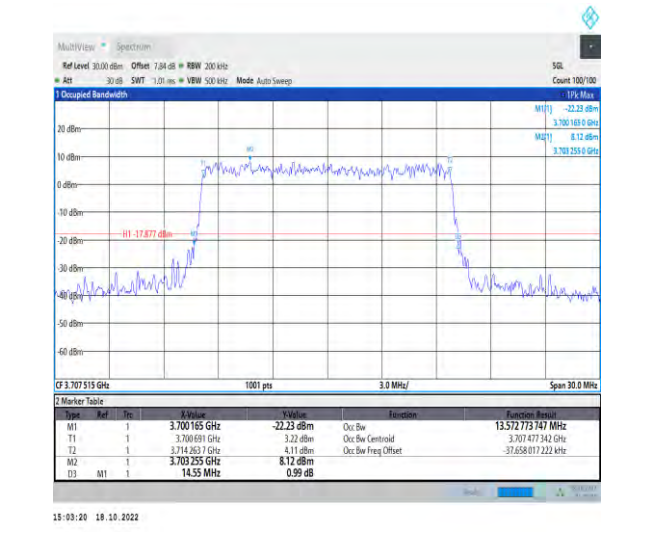 MultiView Spectrum
Ref Level 30.00 dBm Offset 7.84 dB RBW 200 kHz SGL
Att 30 dB SWT 1.01 ms VBW 500 kHz Mode Auto Sweep Count 100/100
1 Occupied Bandwidth 1Pk Max
M1[1] -22.23 dBm
3.700 165 0 GHz
M2[1] 8.12 dBm
3.703 255 0 GHz
20 dBm
M2
10 dBm
T1 T2
0 dBm
-10 dBm
H1 -17.877 dBm
-20 dBm
-30 dBm
-40 dBm
-50 dBm
-60 dBm
CF 3.707 515 GHz 1001 pts 3.0 MHz/ Span 30.0 MHz
2 Marker Table
Type Ref Trc X-Value Y-Value Function Function Result
M1 1 3.700165 GHz -22.23 dBm Occ Bw 13.572 773 747 MHz
T1 1 3.700 691 GHz 3.22 dBm Occ Bw Centroid 3.707 477 342 GHz
T2 1 3.714 263 7 GHz 4.11 dBm Occ Bw Freq Offset -37.658 017 222 kHz
M2 1 3.703 255 GHz 8.12 dBm
D3 M1 1 14.55 MHz 0.99 dB
15:03:20 18.10.2022